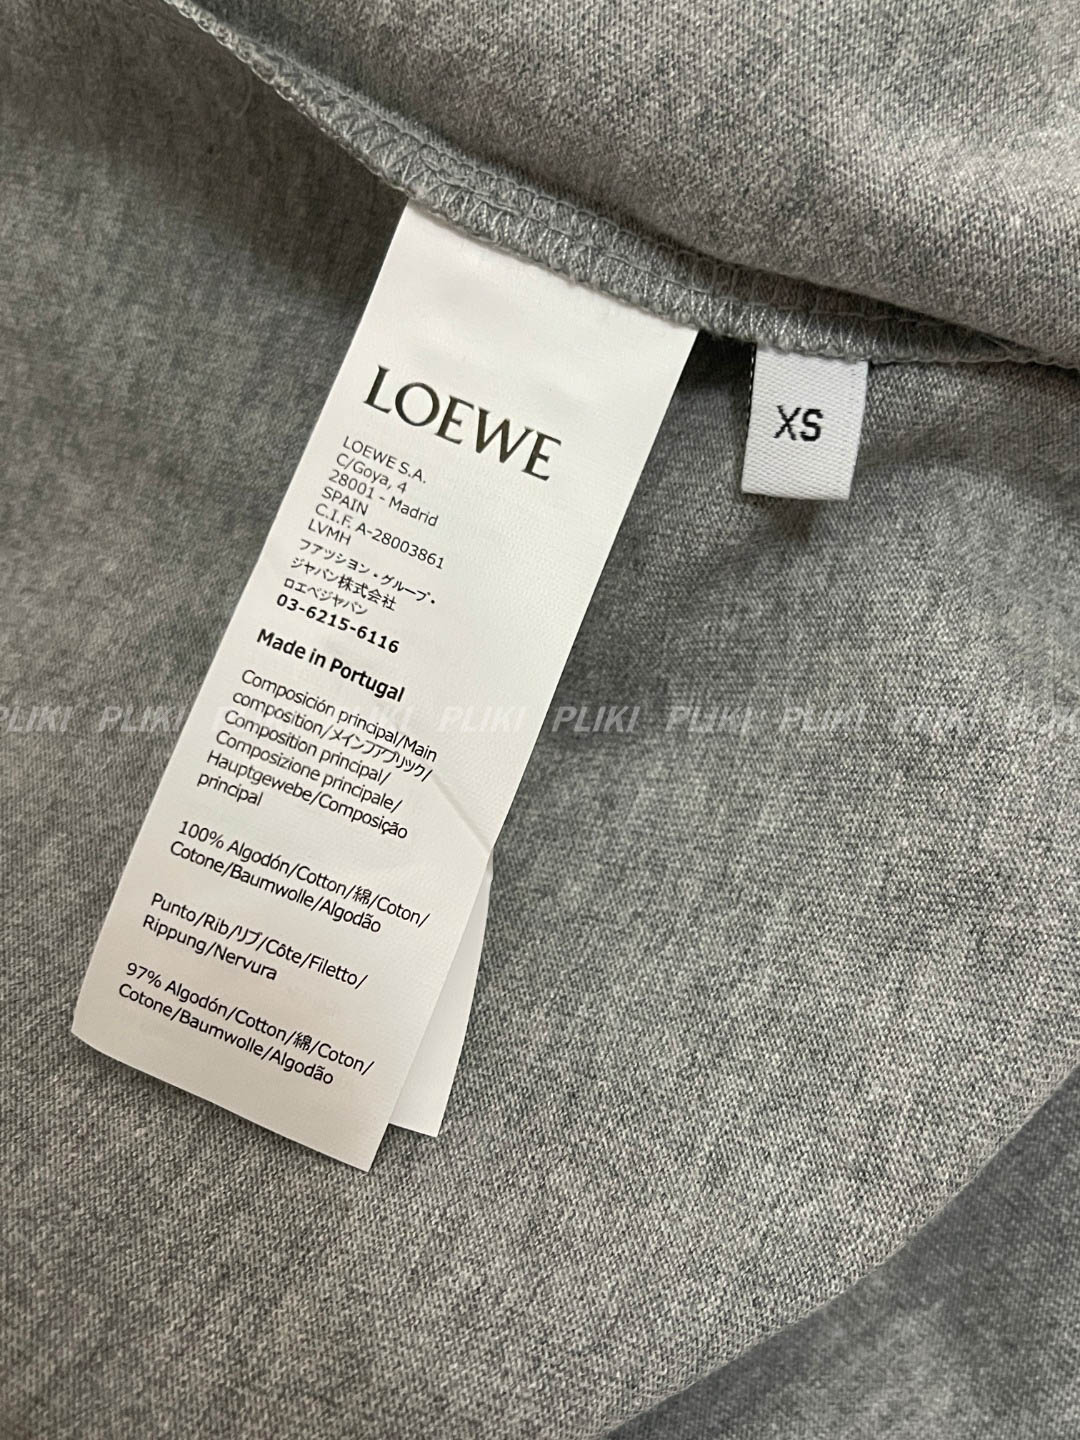 LOEWE
LOEWE S.A.
C/Goya, 4
28001 - Madrid
SPAIN
C.I.F. A-28003861
LVMH
ファッション・グループ・
ジャパン株式会社
ロエベジャパン
03-6215-6116
Made in Portugal
Composición principal/Main
composition/メインファブリック/
Composition principal/
Composizione principale/
Hauptgewebe/Composição
principal
100% Algodón/Cotton/綿/Coton/
Cotone/Baumwolle/Algodão
Punto/Rib/リブ/Côte/Filetto/
Rippung/Nervura
97% Algodón/Cotton/綿/Coton/
Cotone/Baumwolle/Algodão
XS
PLIKI PLIKI PLIKI PLIKI PLIKI PLIKI PLIKI PLIKI PLIKI PLIKI